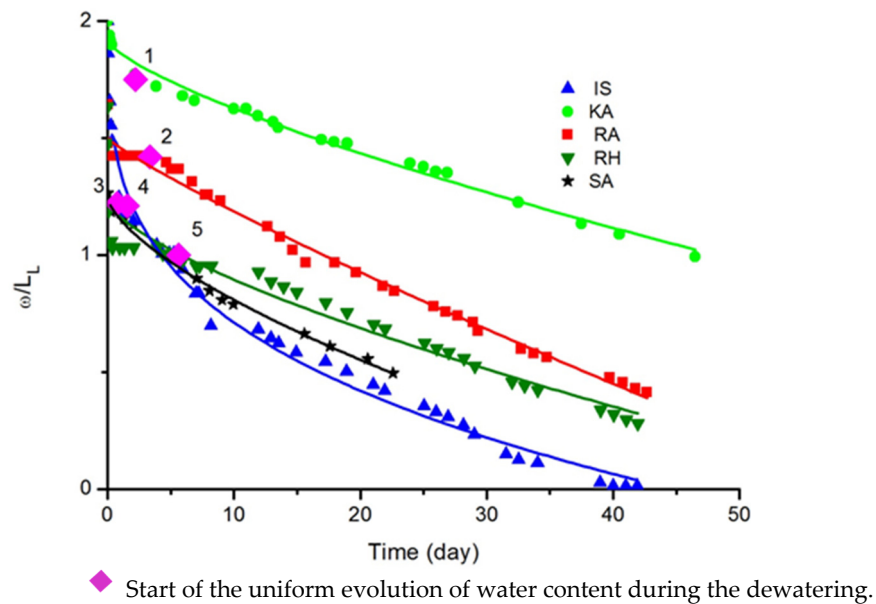 2
1
IS
KA
2
RA
RH
3
4
SA
5
1
ω/L_L
0
0 10 20 30 40 50
Time (day)
Start of the uniform evolution of water content during the dewatering.